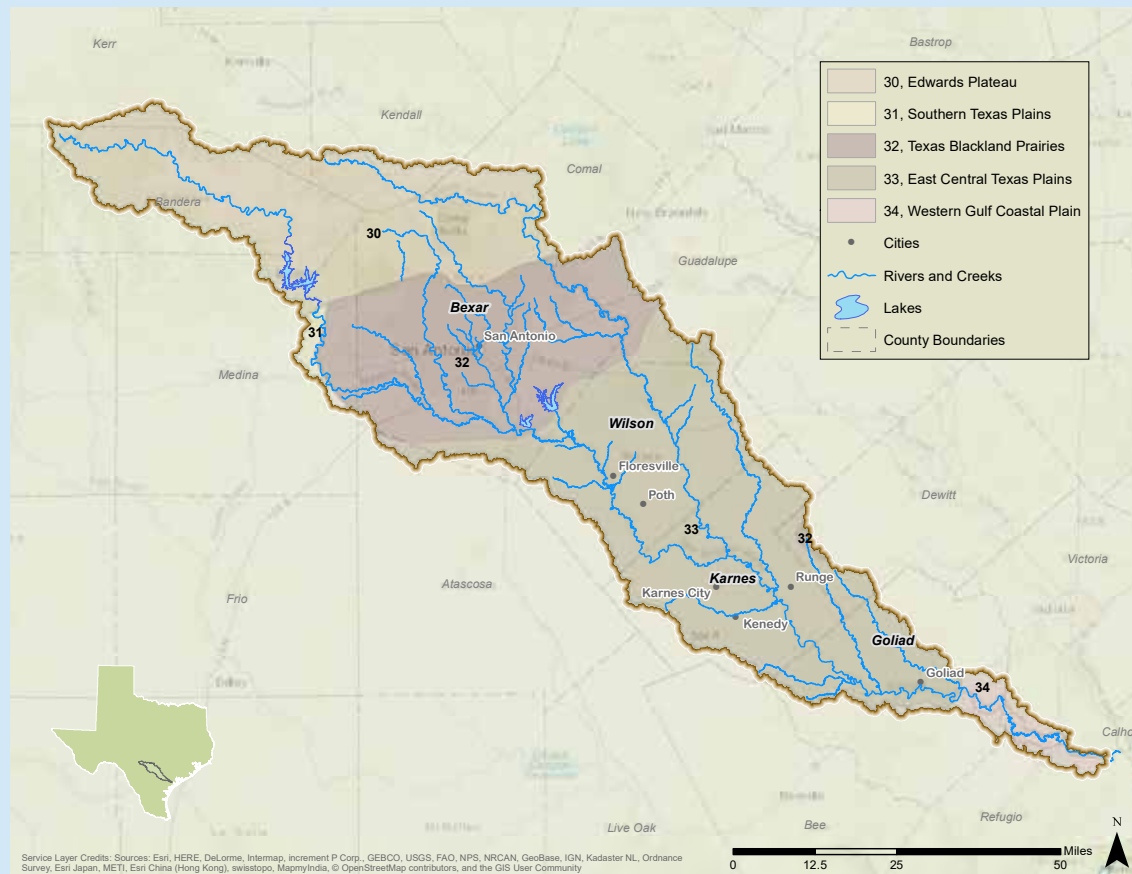 Kerr
Bastrop
Kendall
Comal
Bandera
Guadalupe
Medina
Atascosa
Frio
Dewitt
Victoria
Live Oak
Bee
Refugio
30, Edwards Plateau
31, Southern Texas Plains
32, Texas Blackland Prairies
33, East Central Texas Plains
34, Western Gulf Coastal Plain
Cities
Rivers and Creeks
Lakes
County Boundaries
30
Bexar
31
San Antonio
32
Wilson
Floresville
Poth
33
32
Karnes
Runge
Karnes City
Kenedy
Goliad
Goliad
34
Calho
N
Miles
0
12.5
25
50
Service Layer Credits: Sources: Esri, HERE, DeLorme, Intermap, increment P Corp., GEBCO, USGS, FAO, NPS, NRCAN, GeoBase, IGN, Kadaster NL, Ordnance
Survey, Esri Japan, METI, Esri China (Hong Kong), swisstopo, MapmyIndia, © OpenStreetMap contributors, and the GIS User Community